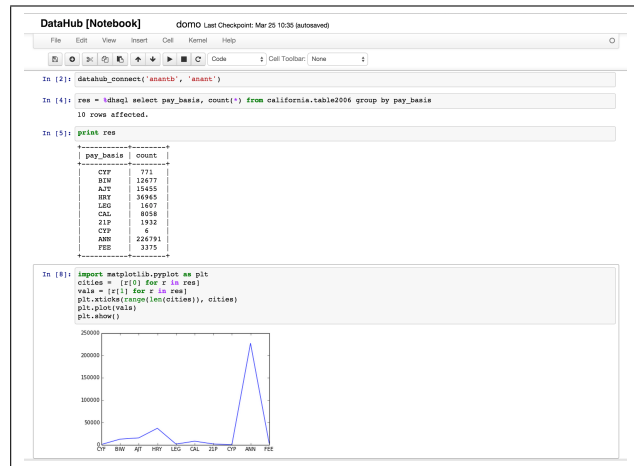 DataHub [Notebook] domo Last Checkpoint: Mar 25 10:35 (autosaved)
File Edit View Insert Cell Kernel Help
Code Cell Toolbar: None
In [2]: datahub_connect('anantb', 'anant')
In [4]: res = %dhsql select pay_basis, count(*) from california.table2006 group by pay_basis
10 rows affected.
In [5]: print res
+-----------+--------+
| pay_basis | count |
+-----------+--------+
| CYF | 771 |
| BIW | 12677 |
| AJT | 15455 |
| HRY | 36965 |
| LEG | 1607 |
| CAL | 8058 |
| 21P | 1932 |
| CYP | 6 |
| ANN | 226791 |
| FEE | 3375 |
+-----------+--------+
In [8]: import matplotlib.pyplot as plt
cities = [r[0] for r in res]
vals = [r[1] for r in res]
plt.xticks(range(len(cities)), cities)
plt.plot(vals)
plt.show()
250000
200000
150000
100000
50000
0
CYF BIW AJT HRY LEG CAL 21P CYP ANN FEE